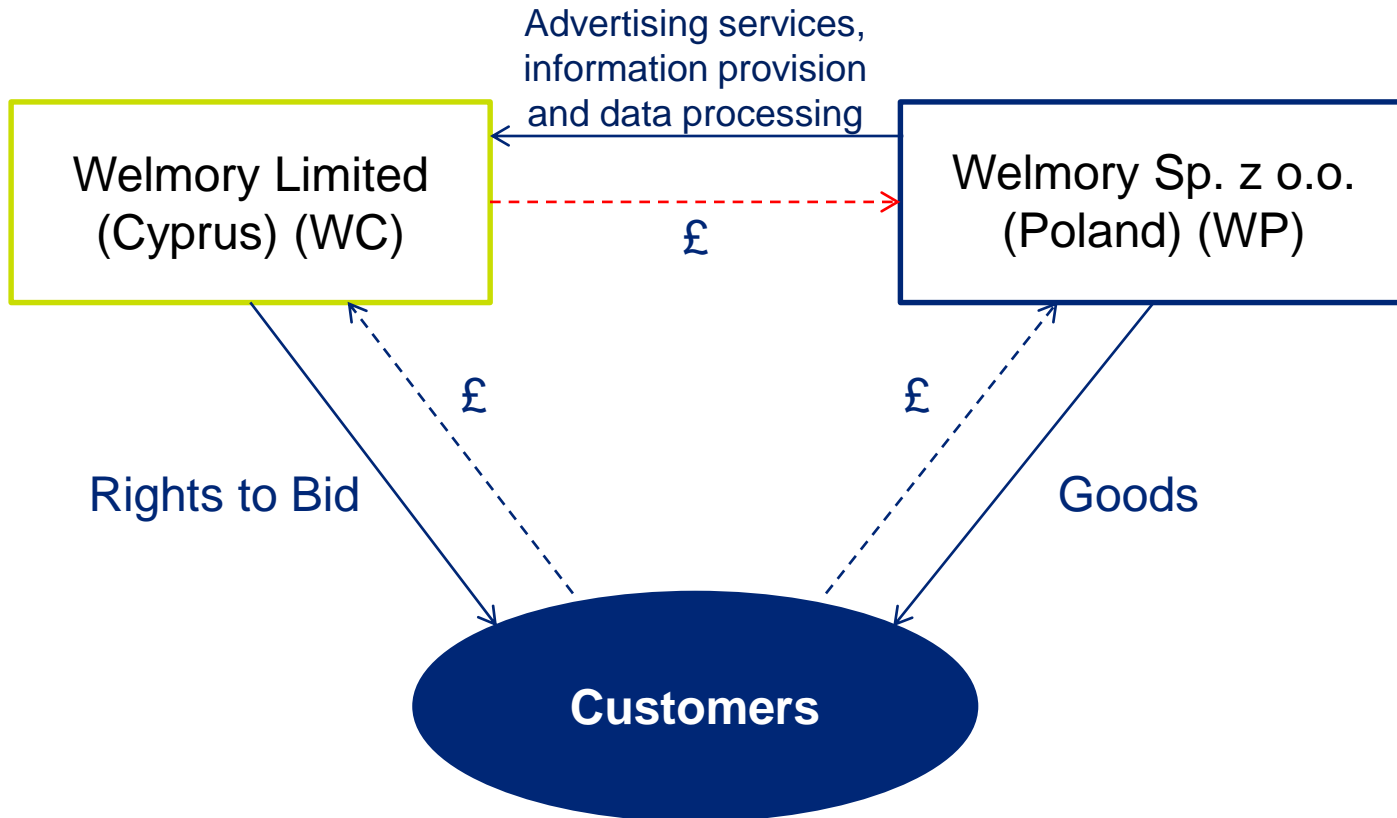 Advertising services,
information provision
and data processing
Welmory Limited
(Cyprus) (WC)
Welmory Sp. z o.o.
(Poland) (WP)
£
£
£
Rights to Bid
Goods
Customers